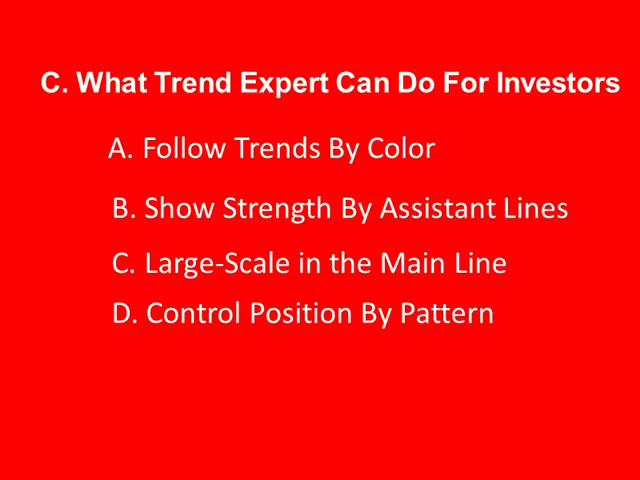 C. What Trend Expert Can Do For Investors
A. Follow Trends By Color
B. Show Strength By Assistant Lines
C. Large-Scale in the Main Line
D. Control Position By Pattern